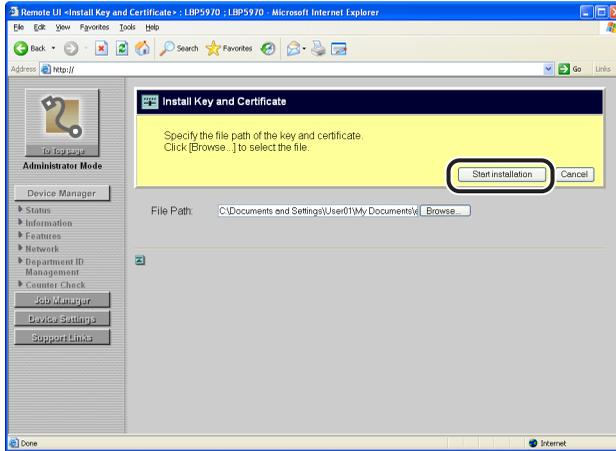 Remote UI <Install Key and Certificate> : LBP5970 ; LBP5970 - Microsoft Internet Explorer
File Edit View Favorites Tools Help
Back Search Favorites
Address http:// Go Links
Install Key and Certificate
Specify the file path of the key and certificate.
Click [Browse...] to select the file.
Start installation Cancel
File Path: C:\Documents and Settings\User01\My Documents\ Browse...
To Top page
Administrator Mode
Device Manager
Status
Information
Features
Network
Department ID
Management
Counter Check
Job Manager
Device Settings
Support Links
Done Internet